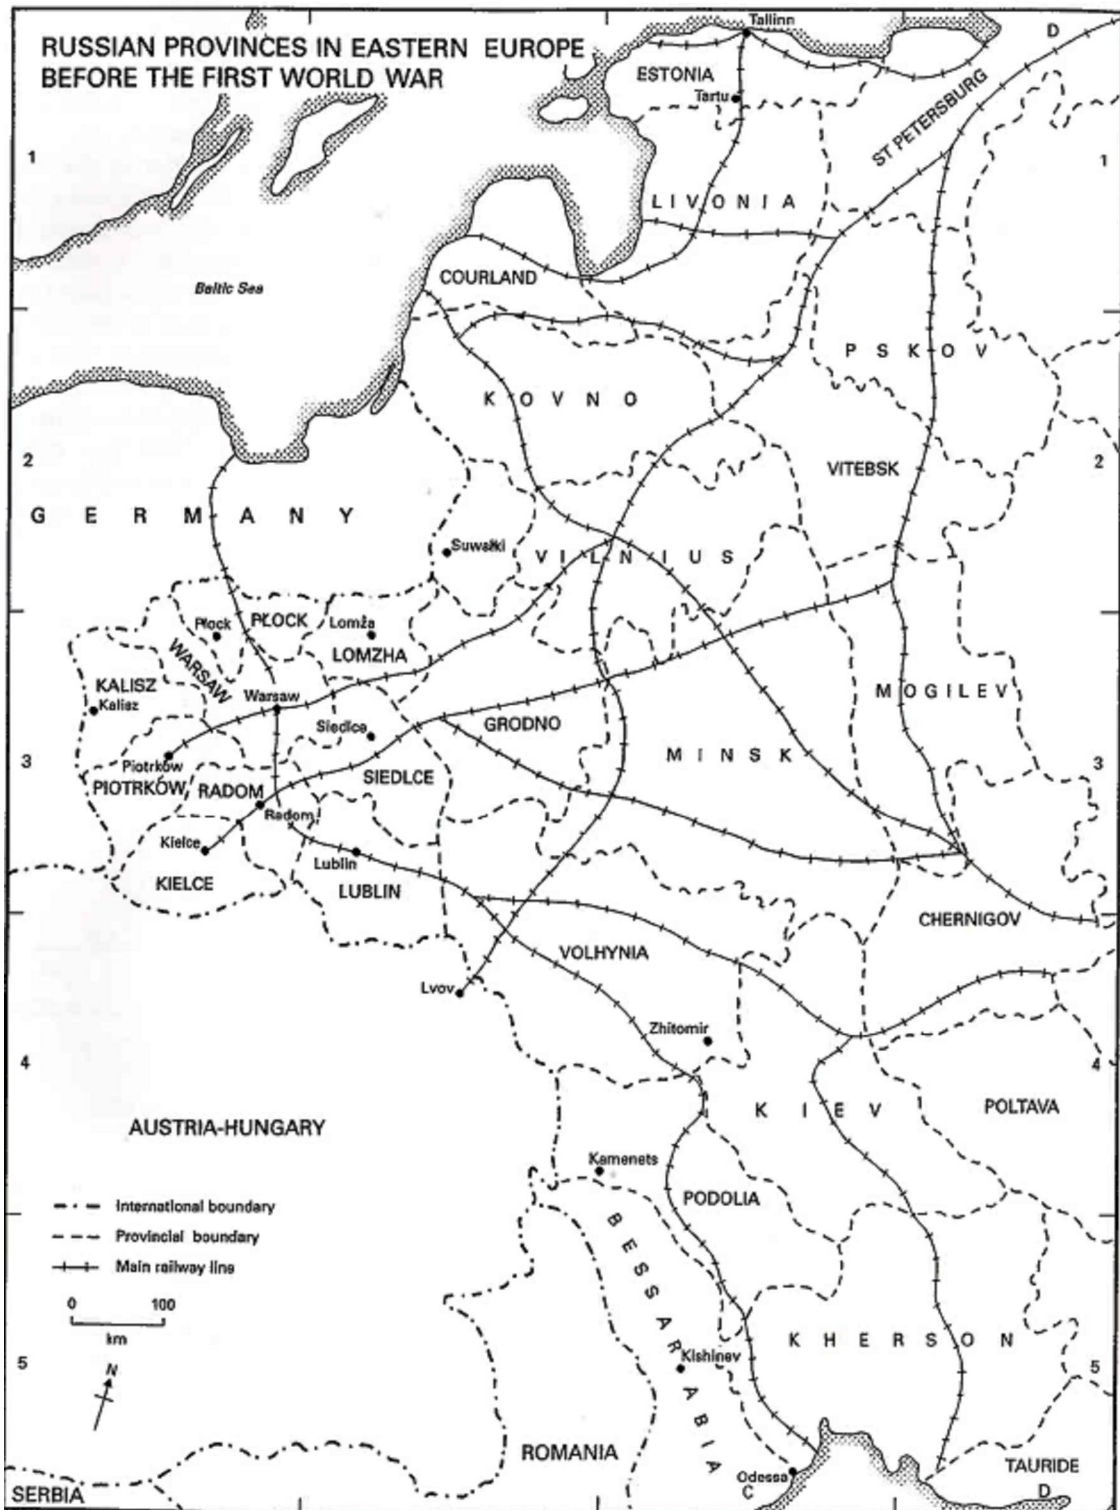 RUSSIAN PROVINCES IN EASTERN EUROPE
BEFORE THE FIRST WORLD WAR
Tallinn
D
ESTONIA
Tartu
ST PETERSBURG
1
1
LIVONIA
COURLAND
Baltic Sea
PSKOV
KOVNO
2
VITEBSK
2
GERMANY
Suwałki
VILNIUS
Płock
PŁOCK
Lomża
WARSAW
LOMZHA
KALISZ
Kalisz
Warsaw
MOGILEV
Siedlce
GRODNO
3
Piotrków
PIOTRKÓW
RADOM
SIEDLCE
MINSK
3
Radom
Kielce
Lublin
KIELCE
LUBLIN
CHERNIGOV
VOLHYNIA
Lvov
Zhitomir
4
4
KIEV
POLTAVA
AUSTRIA-HUNGARY
Kamenets
PODOLIA
International boundary
Provincial boundary
Main railway line
BESSARABIA
0 100
km
KHERSON
5
N
Kishinev
5
ROMANIA
TAURIDE
Odessa
SERBIA
C
D